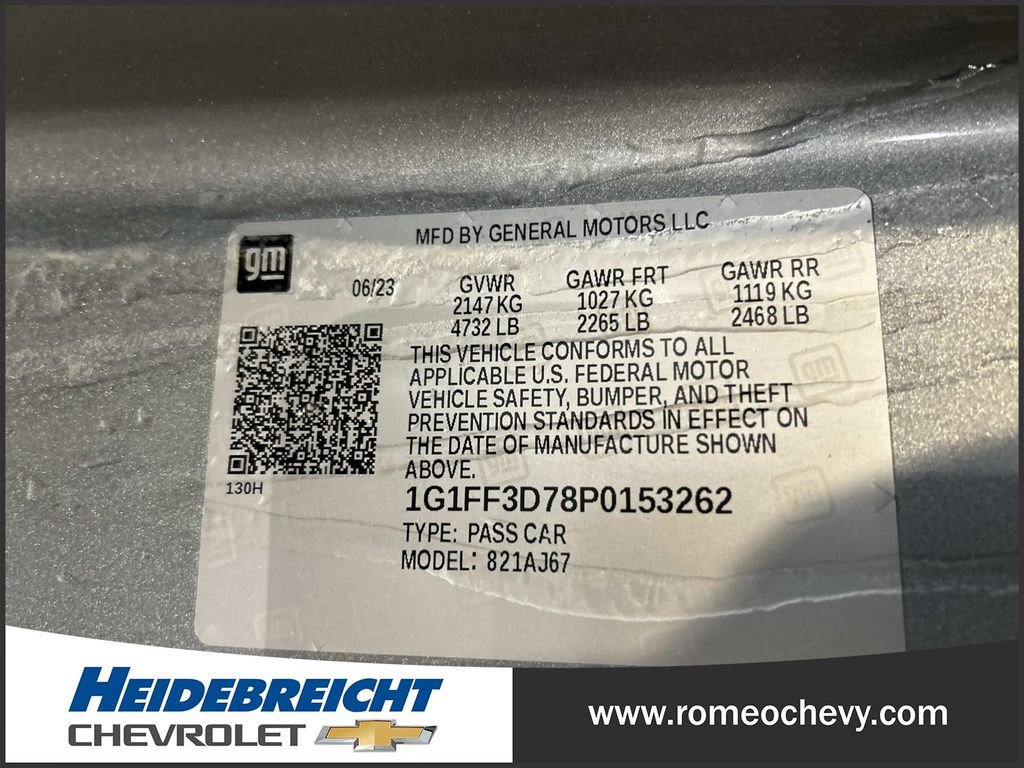 MFD BY GENERAL MOTORS LLC
gm
06/23
GVWR GAWR FRT GAWR RR
2147 KG 1027 KG 1119 KG
4732 LB 2265 LB 2468 LB
THIS VEHICLE CONFORMS TO ALL
APPLICABLE U.S. FEDERAL MOTOR
VEHICLE SAFETY, BUMPER, AND THEFT
PREVENTION STANDARDS IN EFFECT ON
THE DATE OF MANUFACTURE SHOWN
ABOVE.
130H
1G1FF3D78P0153262
TYPE: PASS CAR
MODEL: 821AJ67
HEIDEBREICHT
CHEVROLET
www.romeochevy.com